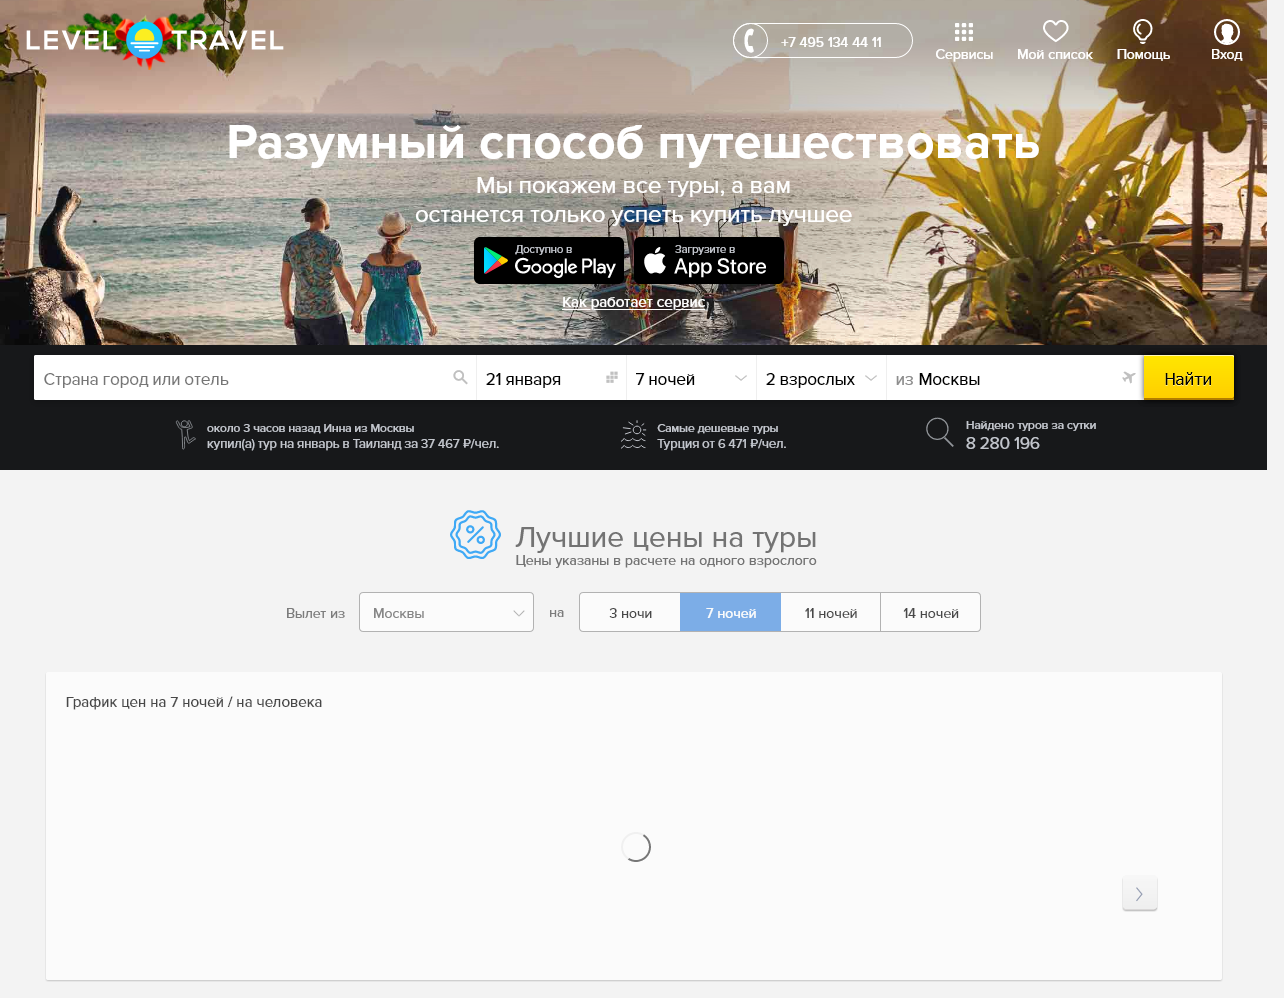 LEVEL TRAVEL
+7 495 134 44 11
Сервисы
Мой список
Помощь
Вход
Разумный способ путешествовать
Мы покажем все туры, а вам
останется только успеть купить лучшее
Доступно в
Google Play
Загрузите в
App Store
Как работает сервис
Страна город или отель
21 января
7 ночей
2 взрослых
из Москвы
Найти
около 3 часов назад Инна из Москвы
купил(а) тур на январь в Таиланд за 37 467 ₽/чел.
Самые дешевые туры
Турция от 6 471 ₽/чел.
Найдено туров за сутки
8 280 196
Лучшие цены на туры
Цены указаны в расчете на одного взрослого
Вылет из
Москвы
на
3 ночи
7 ночей
11 ночей
14 ночей
График цен на 7 ночей / на человека